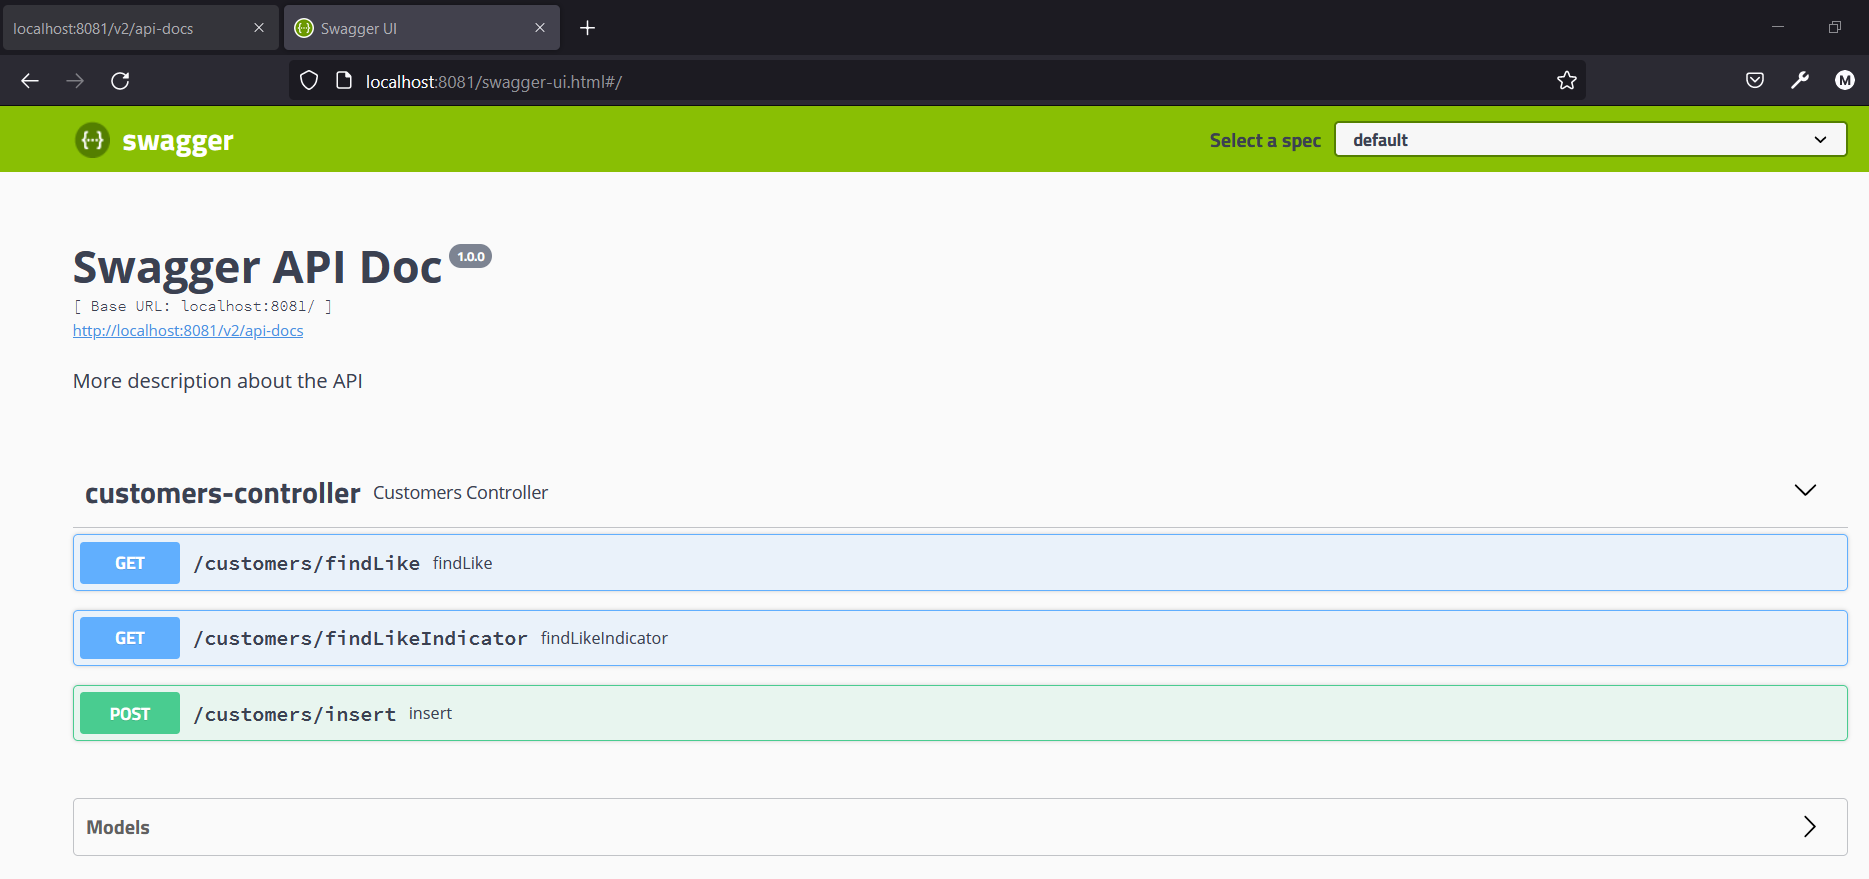 localhost:8081/v2/api-docs
Swagger UI
localhost:8081/swagger-ui.html#/
M
swagger
Select a spec
default
Swagger API Doc 1.0.0
[ Base URL: localhost:8081/ ]
http://localhost:8081/v2/api-docs
More description about the API
customers-controller Customers Controller
GET /customers/findLike findLike
GET /customers/findLikeIndicator findLikeIndicator
POST /customers/insert insert
Models